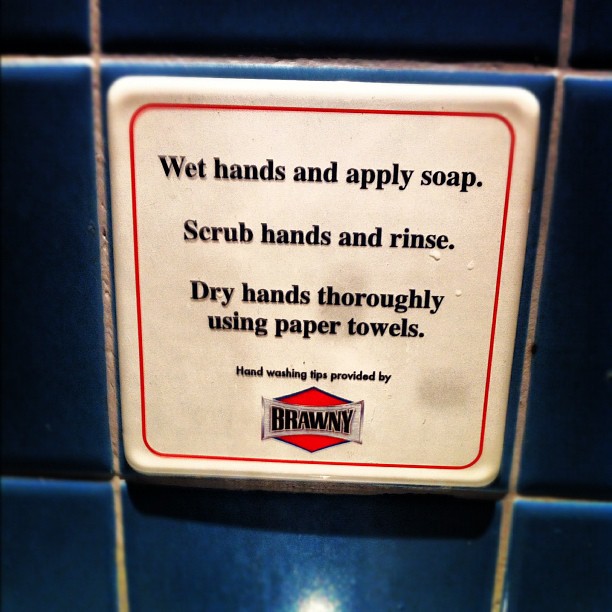 Wet hands and apply soap.
Scrub hands and rinse.
Dry hands thoroughly
using paper towels.
Hand washing tips provided by
BRAWNY